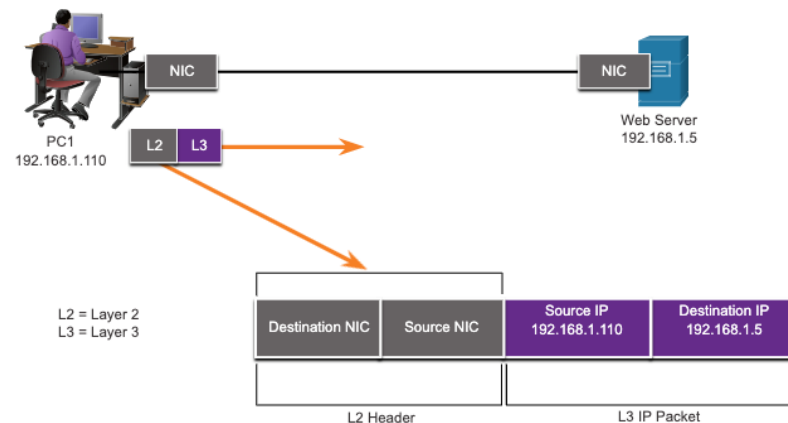 NIC
NIC
Web Server
192.168.1.5
PC1
192.168.1.110
L2 L3
L2 = Layer 2
L3 = Layer 3
Destination NIC
Source NIC
Source IP
192.168.1.110
Destination IP
192.168.1.5
L2 Header
L3 IP Packet